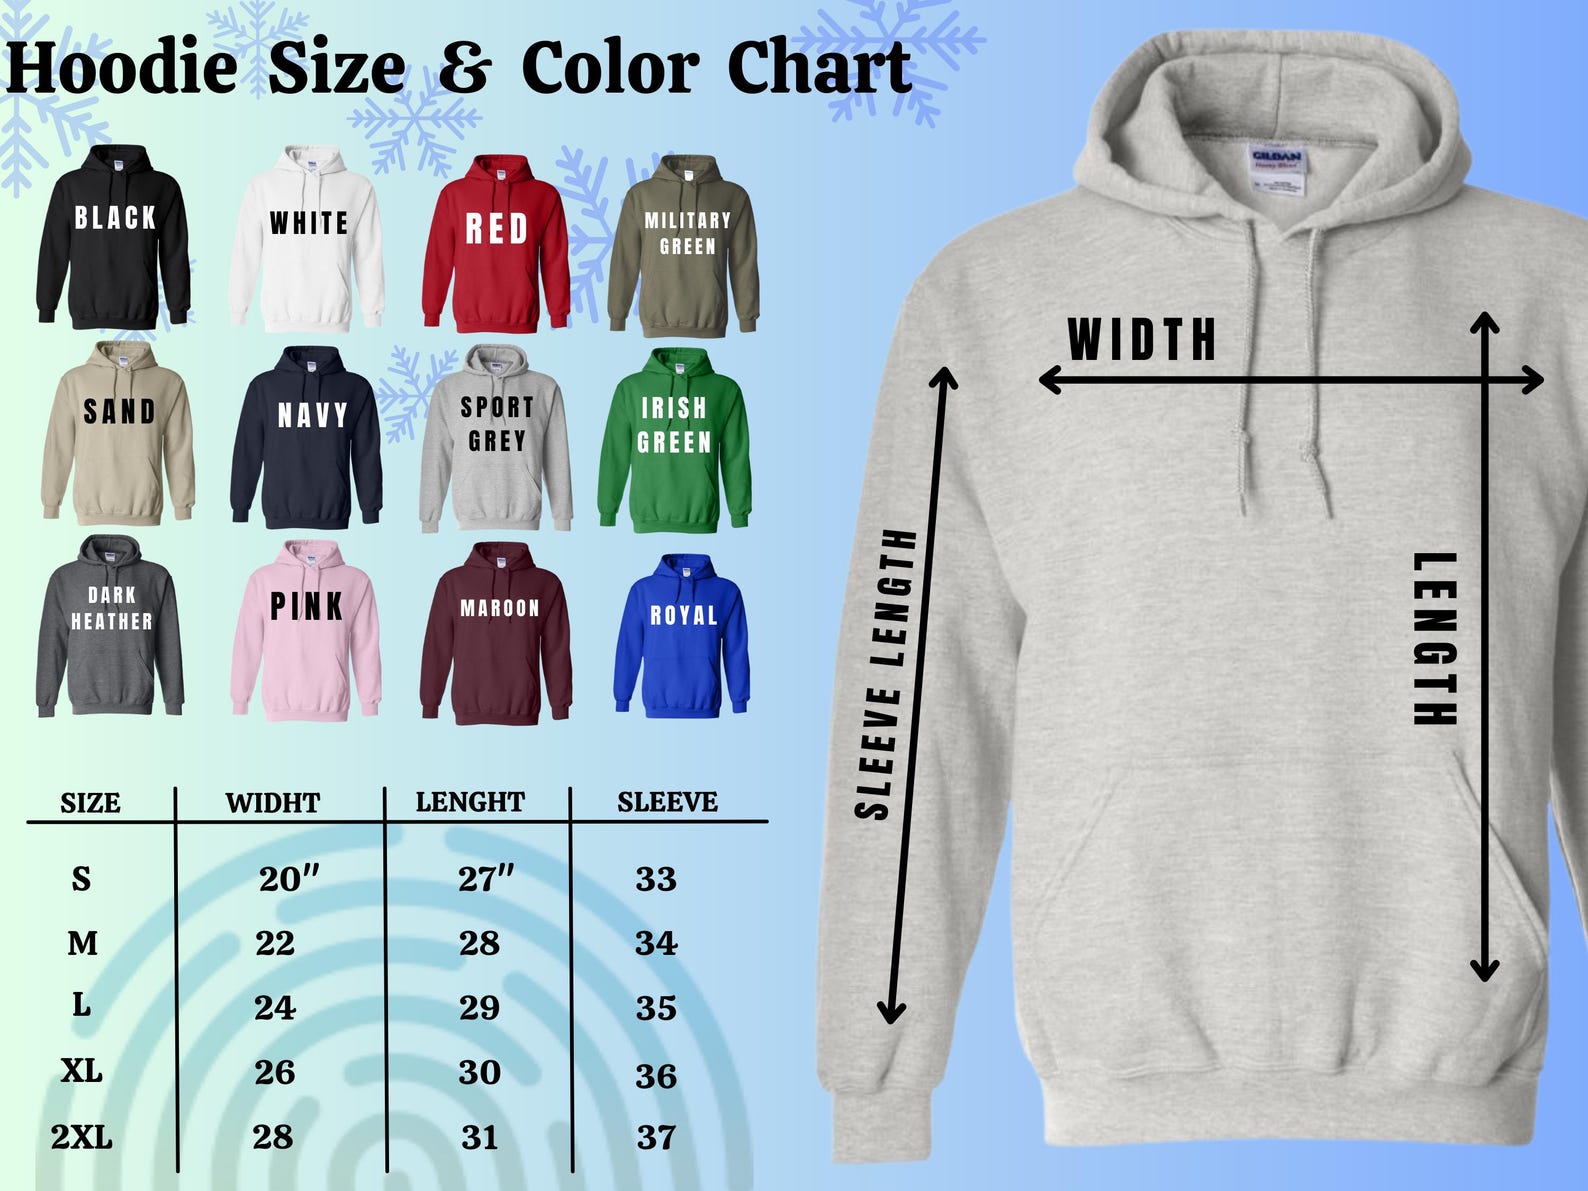 Hoodie Size & Color Chart
BLACK
WHITE
RED
MILITARY
GREEN
SAND
NAVY
SPORT
GREY
IRISH
GREEN
DARK
HEATHER
PINK
MAROON
ROYAL
SIZE WIDHT LENGHT SLEEVE
S 20" 27" 33
M 22 28 34
L 24 29 35
XL 26 30 36
2XL 28 31 37
GILDAN
Heavy Blend
WIDTH
SLEEVE LENGTH
LENGTH